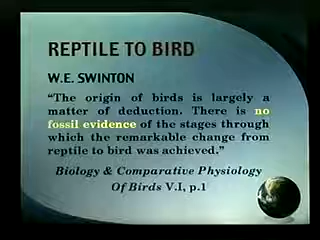 REPTILE TO BIRD
W.E. SWINTON
“The origin of birds is largely a
matter of deduction. There is no
fossil evidence of the stages through
which the remarkable change from
reptile to bird was achieved.”
Biology & Comparative Physiology
Of Birds V.I, p.1